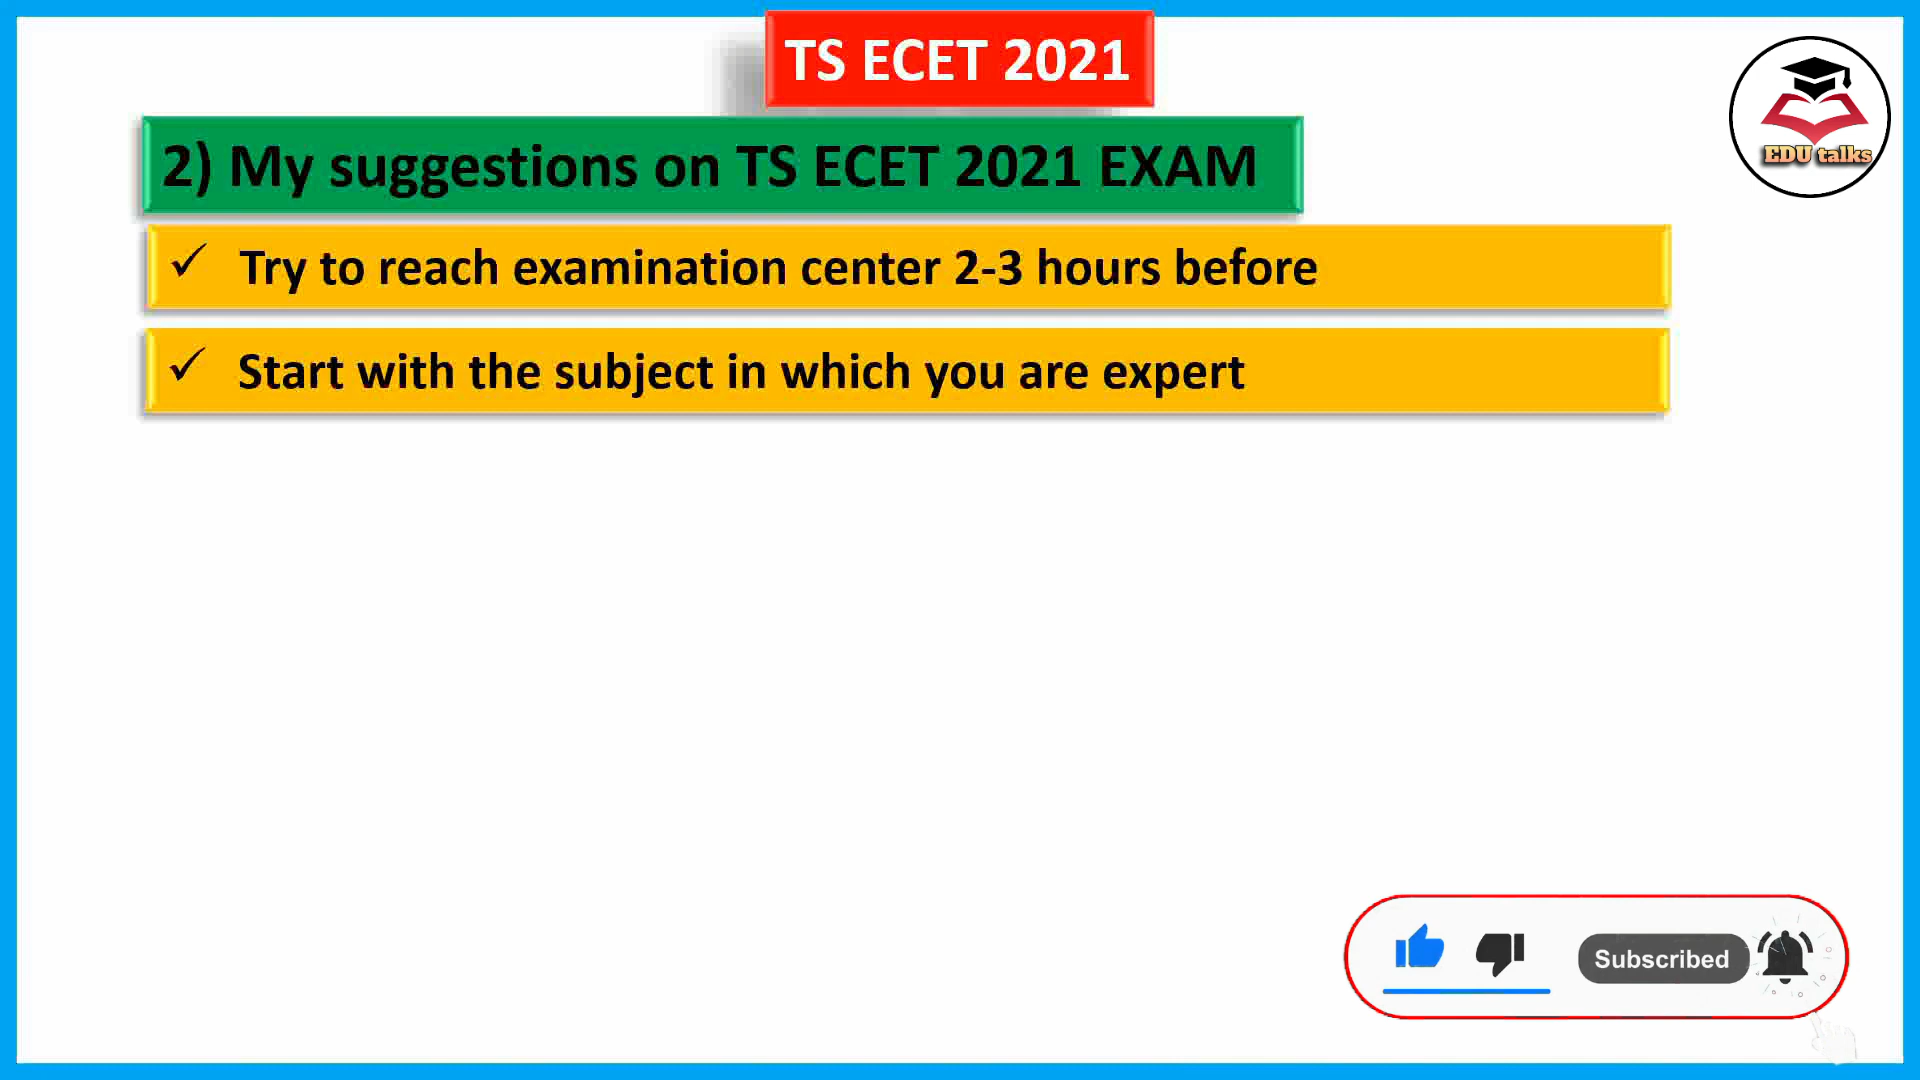 TS ECET 2021
EDU talks
2) My suggestions on TS ECET 2021 EXAM
✓ Try to reach examination center 2-3 hours before
✓ Start with the subject in which you are expert
Subscribed